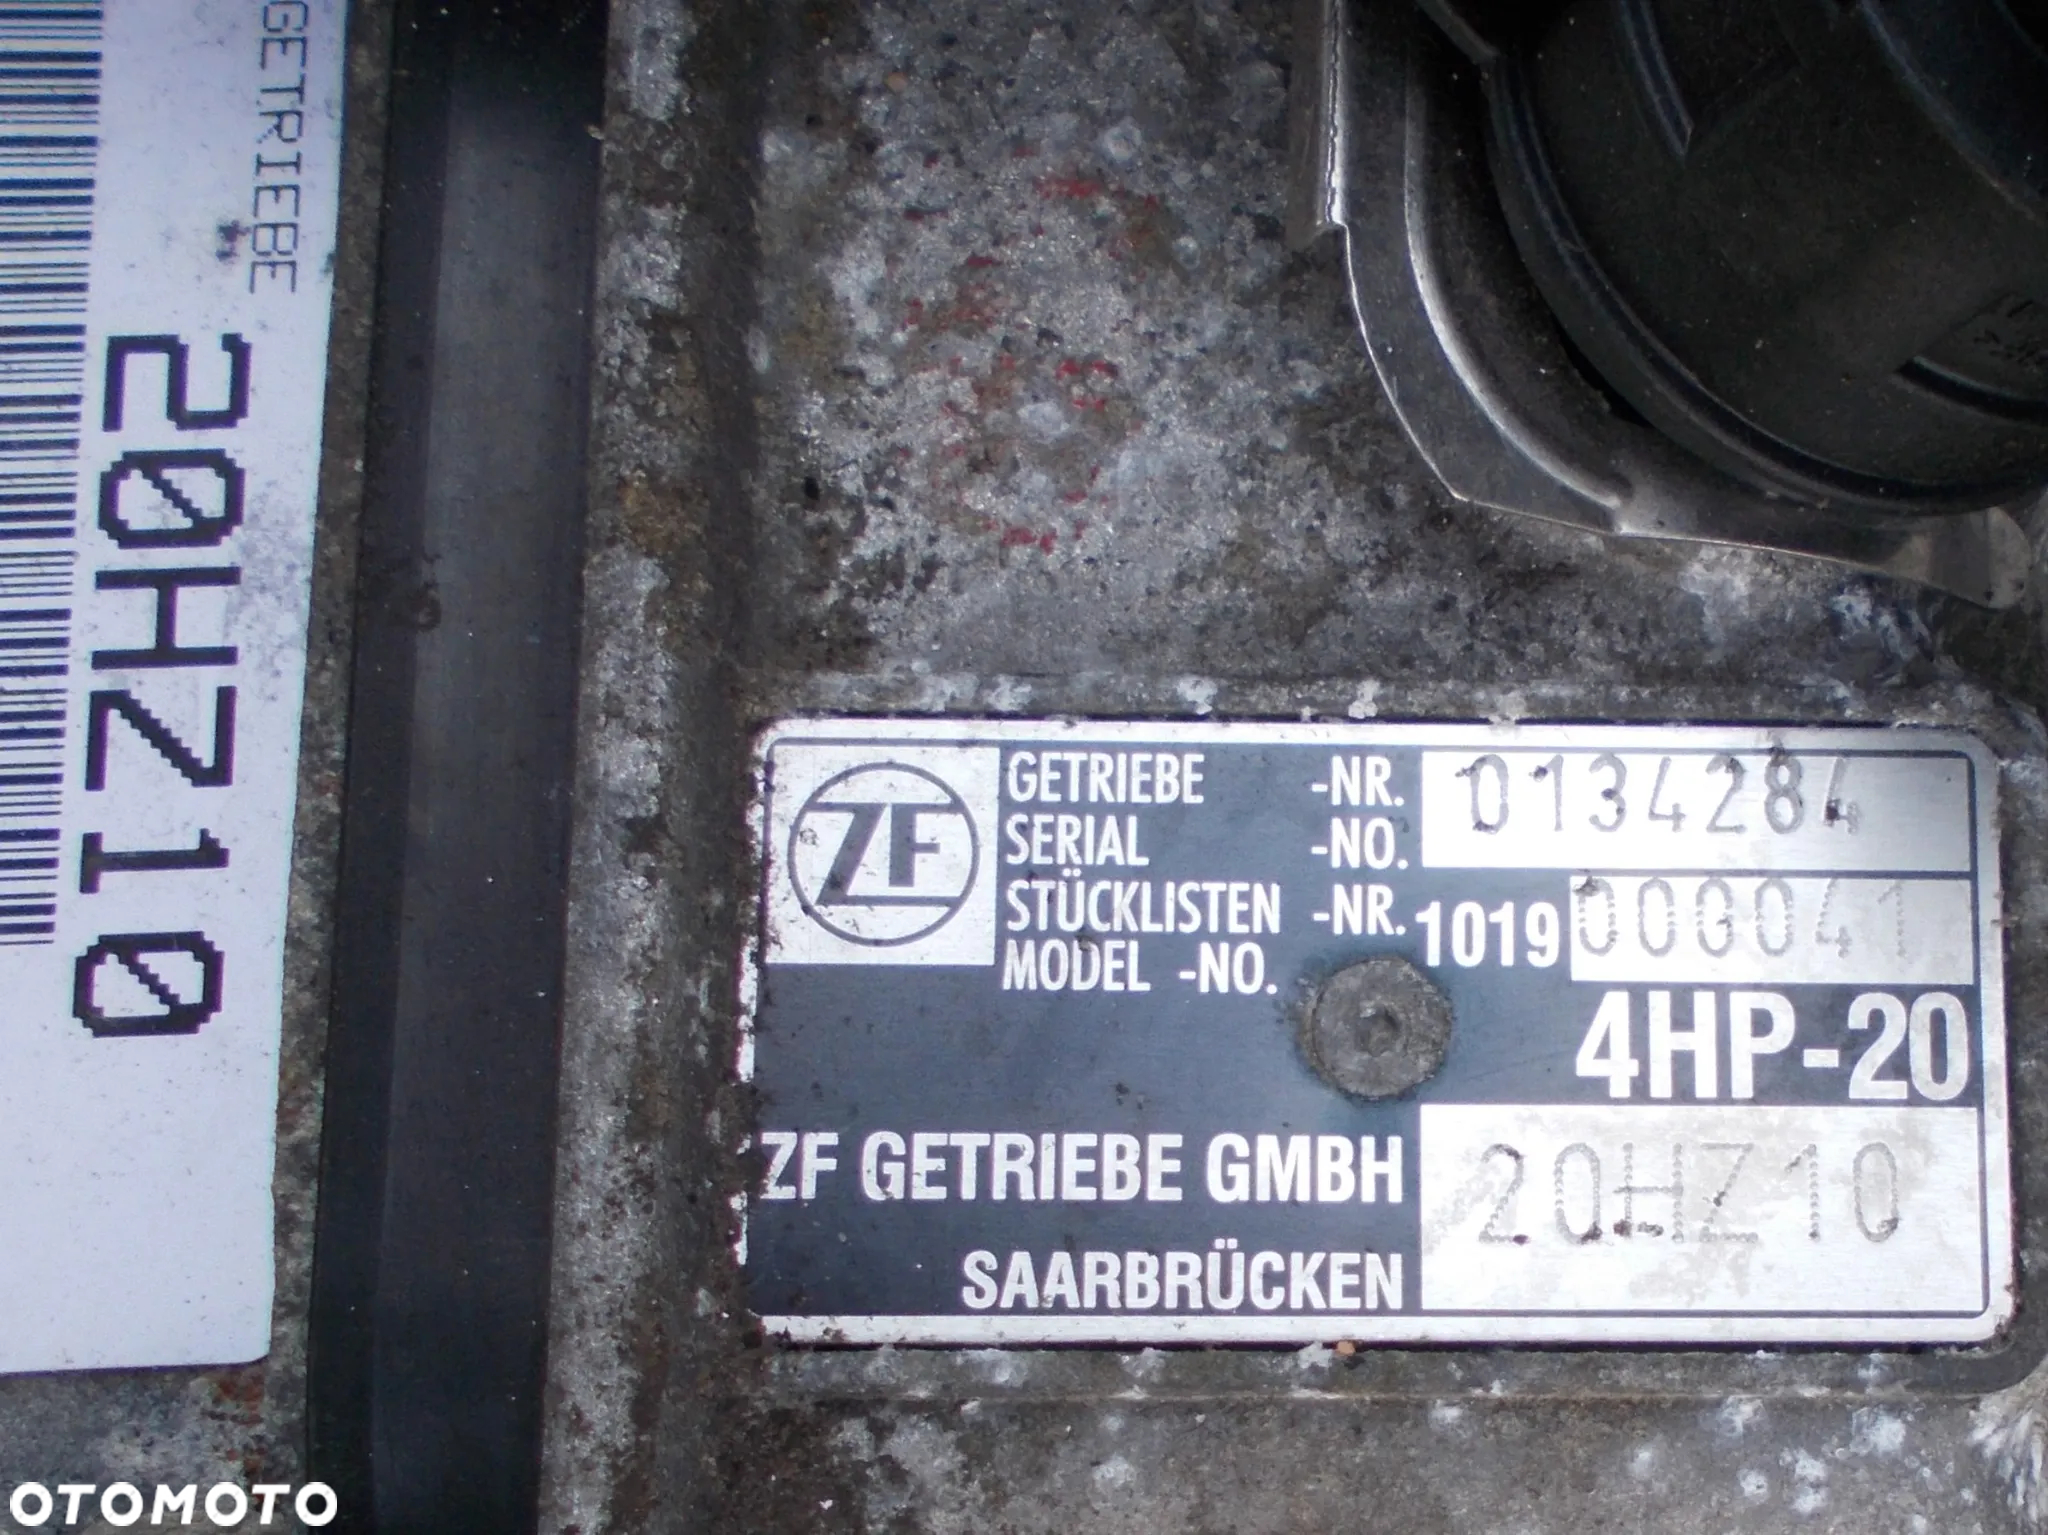 GETRIEBE
20HZ10
ZF
GETRIEBE -NR. 0134284
SERIAL -NO.
STÜCKLISTEN -NR. 1019 000041
MODEL -NO.
4HP-20
ZF GETRIEBE GMBH 20HZ10
SAARBRÜCKEN
OTOMOTO